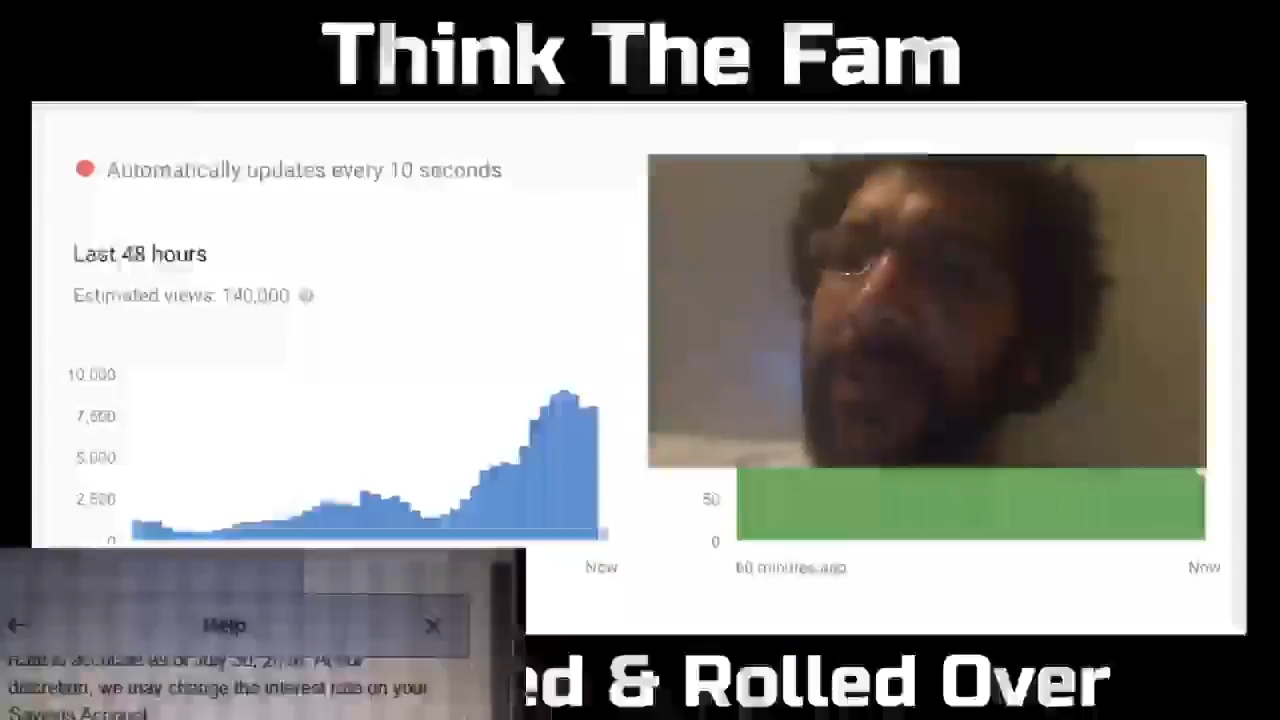 Think The Fam
Automatically updates every 10 seconds
Last 48 hours
Estimated views: 140,000
10,000
7,500
5,000
2,500
0
Now
50
0
60 minutes ago
Now
Help
discretion, we may change the interest rate on your
Savings Account
ed & Rolled Over